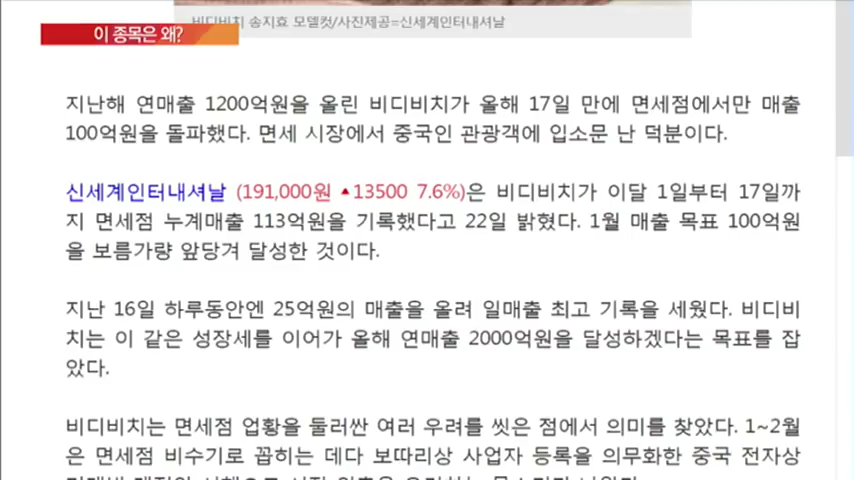 비디비치 송지효 모델컷/사진제공=신세계인터내셔날
이 종목은 왜?
지난해 연매출 1200억원을 올린 비디비치가 올해 17일 만에 면세점에서만 매출
100억원을 돌파했다. 면세 시장에서 중국인 관광객에 입소문 난 덕분이다.
신세계인터내셔날 (191,000원 ▲13500 7.6%)은 비디비치가 이달 1일부터 17일까
지 면세점 누계매출 113억원을 기록했다고 22일 밝혔다. 1월 매출 목표 100억원
을 보름가량 앞당겨 달성한 것이다.
지난 16일 하루동안엔 25억원의 매출을 올려 일매출 최고 기록을 세웠다. 비디비
치는 이 같은 성장세를 이어가 올해 연매출 2000억원을 달성하겠다는 목표를 잡
았다.
비디비치는 면세점 업황을 둘러싼 여러 우려를 씻은 점에서 의미를 찾았다. 1~2월
은 면세점 비수기로 꼽히는 데다 보따리상 사업자 등록을 의무화한 중국 전자상